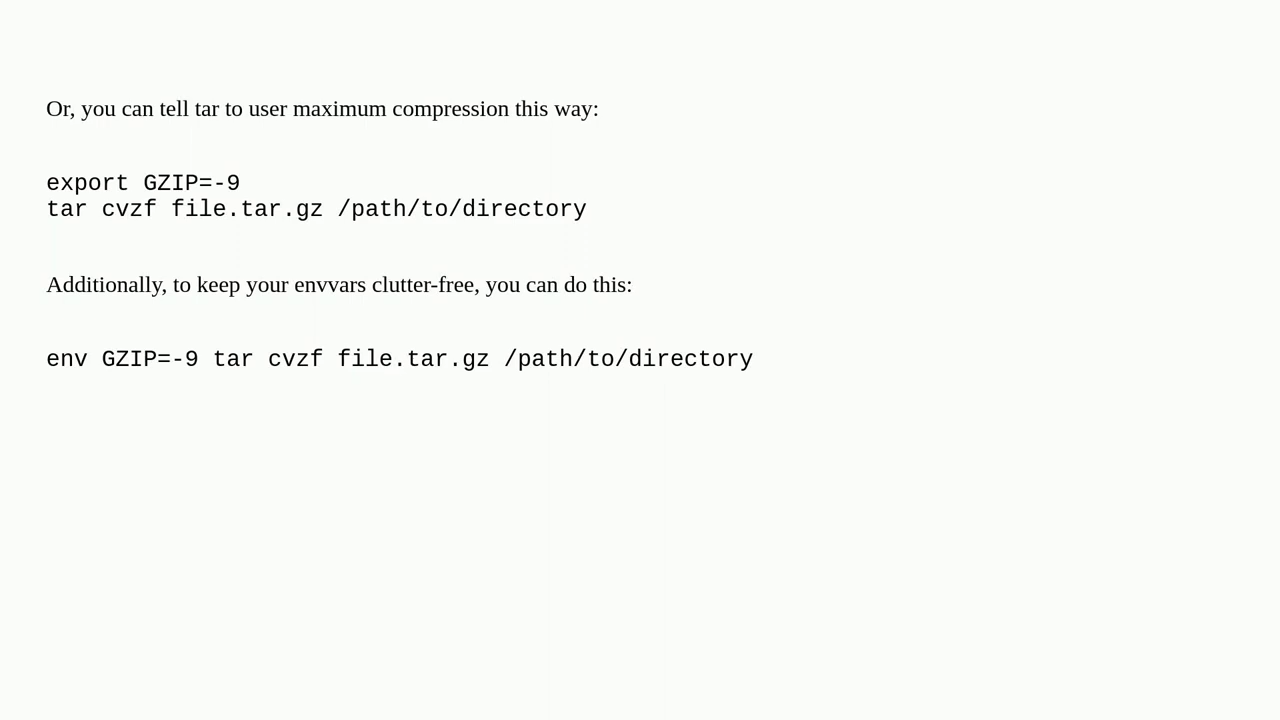 Or, you can tell tar to user maximum compression this way:
export GZIP=-9
tar cvzf file.tar.gz /path/to/directory
Additionally, to keep your envvars clutter-free, you can do this:
env GZIP=-9 tar cvzf file.tar.gz /path/to/directory